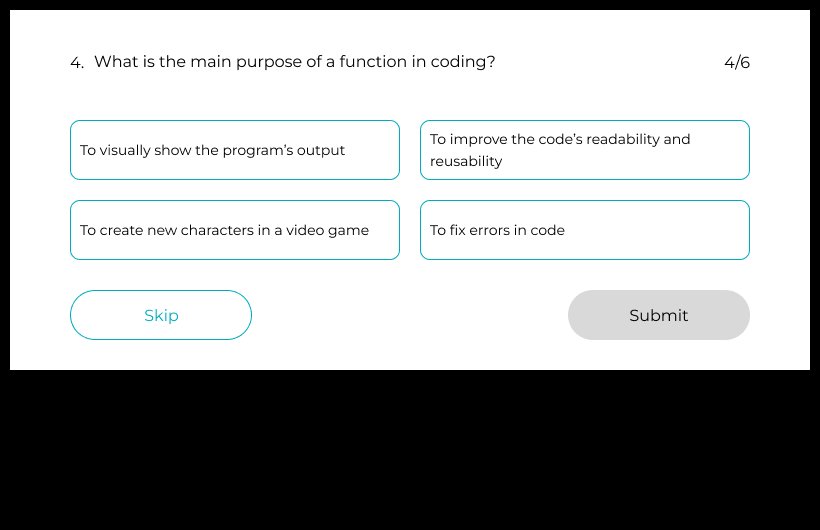 4. What is the main purpose of a function in coding?
4/6
To visually show the program’s output
To improve the code’s readability and
reusability
To create new characters in a video game
To fix errors in code
Skip
Submit